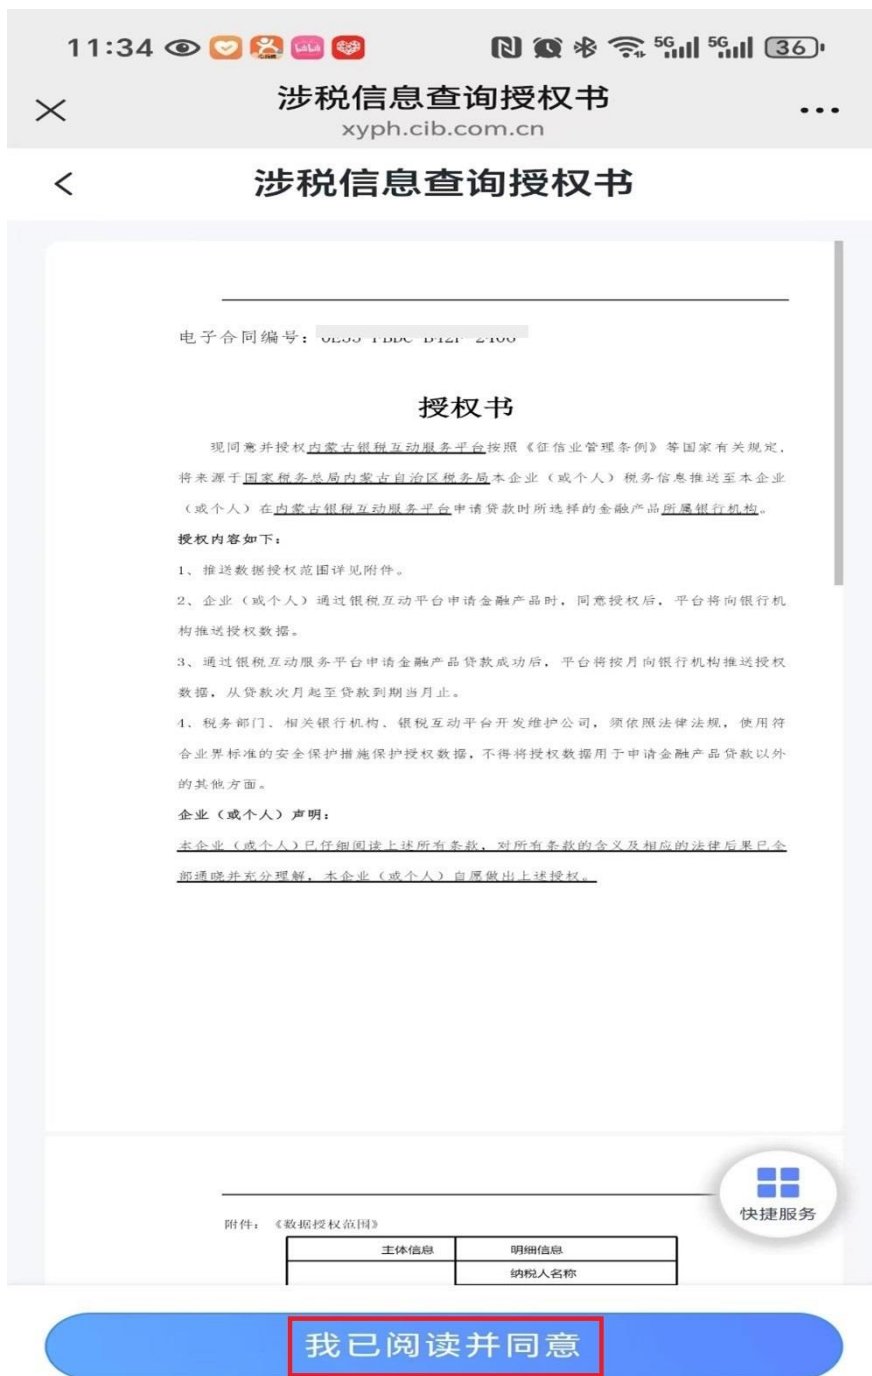 11:34
5G 5G 36
涉税信息查询授权书
xyph.cib.com.cn
涉税信息查询授权书
电子合同编号：
授权书
现同意并授权内蒙古银税互动服务平台按照《征信业管理条例》等国家有关规定，
将来源于国家税务总局内蒙古自治区税务局本企业（或个人）税务信息推送至本企业
（或个人）在内蒙古银税互动服务平台申请贷款时所选择的金融产品所属银行机构。
授权内容如下：
1、推送数据授权范围详见附件。
2、企业（或个人）通过银税互动平台申请金融产品时，同意授权后，平台将向银行机
构推送授权数据。
3、通过银税互动服务平台申请金融产品贷款成功后，平台将按月向银行机构推送授权
数据，从贷款次月起至贷款到期当月止。
4、税务部门、相关银行机构、银税互动平台开发维护公司，须依照法律法规，使用符
合业界标准的安全保护措施保护授权数据，不得将授权数据用于申请金融产品贷款以外
的其他方面。
企业（或个人）声明：
本企业（或个人）已仔细阅读上述所有条款，对所有条款的含义及相应的法律后果已全
部通晓并充分理解，本企业（或个人）自愿做出上述授权。
快捷服务
附件：《数据授权范围》
主体信息 明细信息
纳税人名称
我已阅读并同意